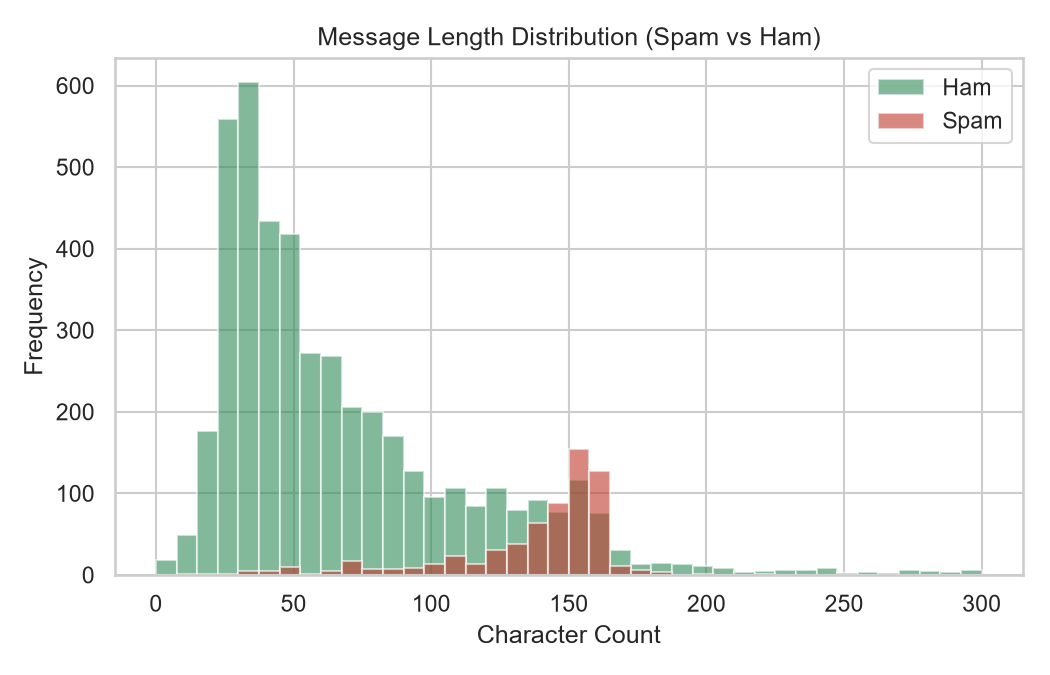 Message Length Distribution (Spam vs Ham)
Ham
Spam
Frequency
600
500
400
300
200
100
0
0 50 100 150 200 250 300
Character Count